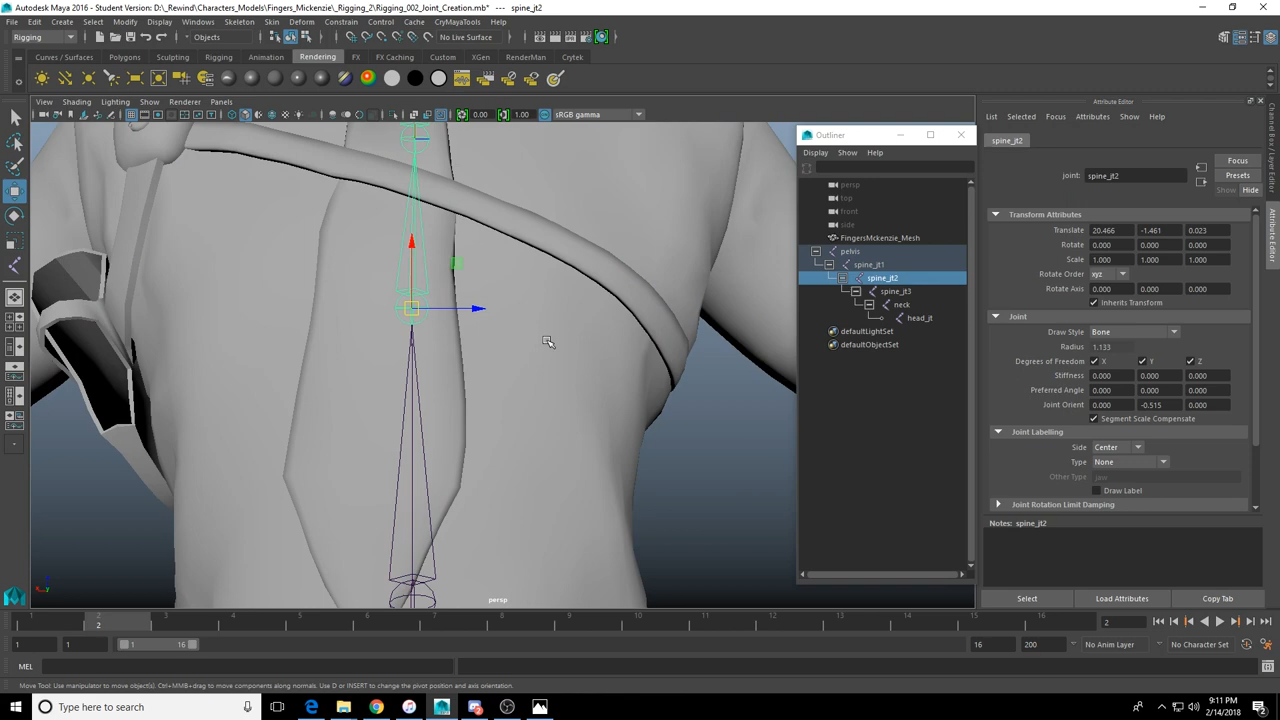 Autodesk Maya 2016 - Student Version: D:\_Rewind\Characters_Models\Fingers_Mckenzie\_Rigging_2\Rigging_002_Joint_Creation.mb* --- spine_jt2
File Edit Create Select Modify Display Windows Skeleton Skin Deform Constrain Control Cache CryMayaTools Help
Rigging Objects No Live Surface
Curves / Surfaces Polygons Sculpting Rigging Animation Rendering FX FX Caching Custom XGen RenderMan Crytek
View Shading Lighting Show Renderer Panels
0.00 1.00 sRGB gamma
Outliner
Display Show Help
persp
top
front
side
FingersMckenzie_Mesh
pelvis
spine_jt1
spine_jt2
spine_jt3
neck
head_jt
defaultLightSet
defaultObjectSet
persp
Attribute Editor
List Selected Focus Attributes Show Help
spine_jt2
Focus
joint: spine_jt2 Presets
Show Hide
Transform Attributes
Translate 20.466 -1.461 0.023
Rotate 0.000 0.000 0.000
Scale 1.000 1.000 1.000
Rotate Order xyz
Rotate Axis 0.000 0.000 0.000
Inherits Transform
Joint
Draw Style Bone
Radius 1.133
Degrees of Freedom X Y Z
Stiffness 0.000 0.000 0.000
Preferred Angle 0.000 0.000 0.000
Joint Orient 0.000 -0.515 0.000
Segment Scale Compensate
Joint Labelling
Side Center
Type None
Other Type jaw
Draw Label
Joint Rotation Limit Damping
Notes: spine_jt2
Select Load Attributes Copy Tab
Channel Box / Layer Editor
Attribute Editor
1 2 3 4 5 6 7 8 9 10 11 12 13 14 15 16
2 2
1 1 1 16 16 200 No Anim Layer No Character Set
MEL
Move Tool: Use manipulator to move object(s). Ctrl+MMB+drag to move components along normals. Use D or INSERT to change the pivot position and axis orientation.
Type here to search
9:11 PM
2/14/2018